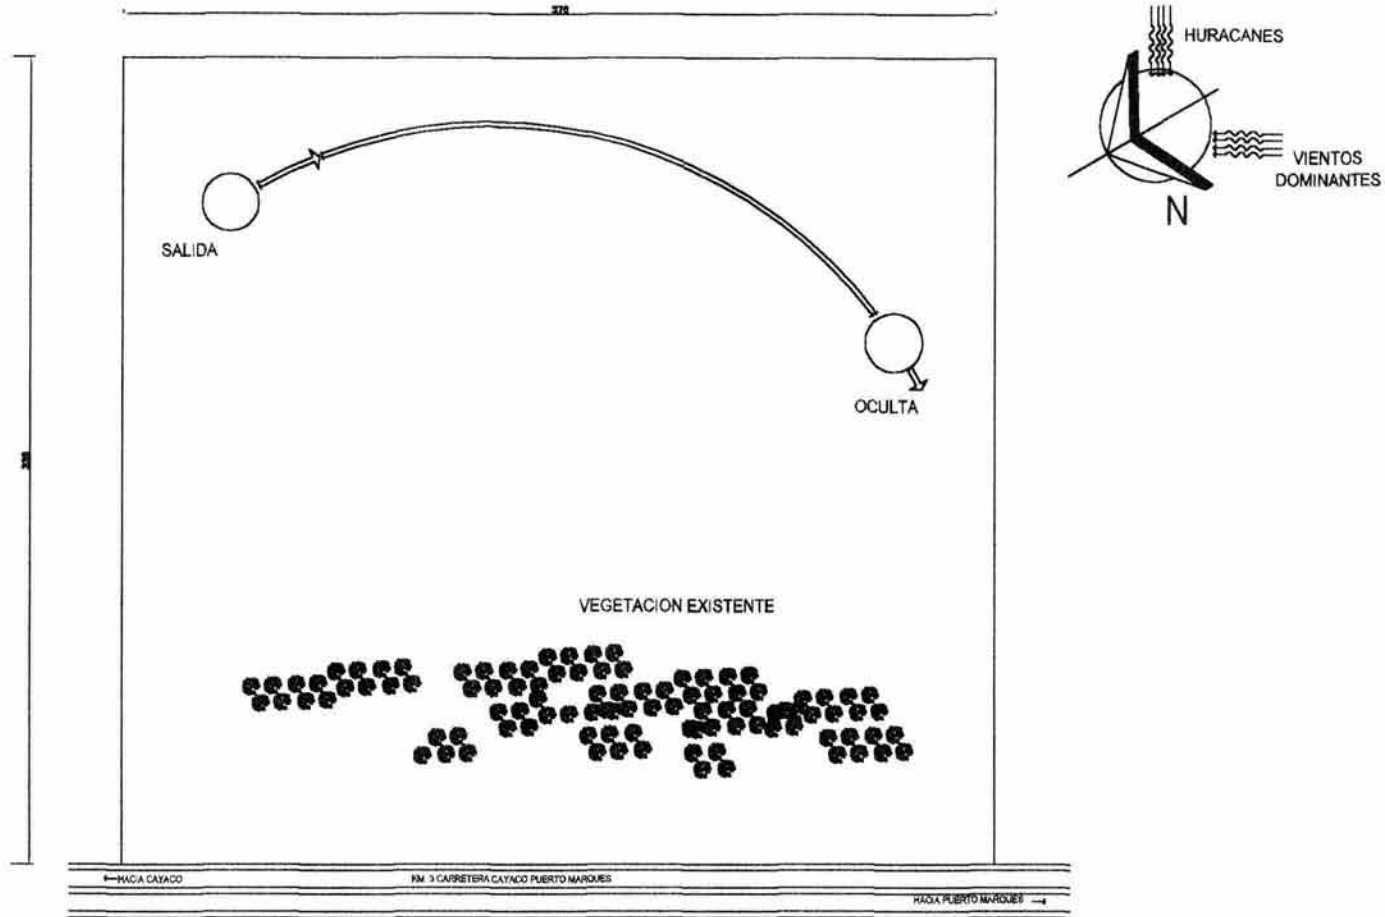 HURACANES
VIENTOS
DOMINANTES
N
SALIDA
OCULTA
VEGETACION EXISTENTE
HACIA CAYACO
KM 3 CARRETERA CAYACO PUERTO MARQUES
HACIA PUERTO MARQUES